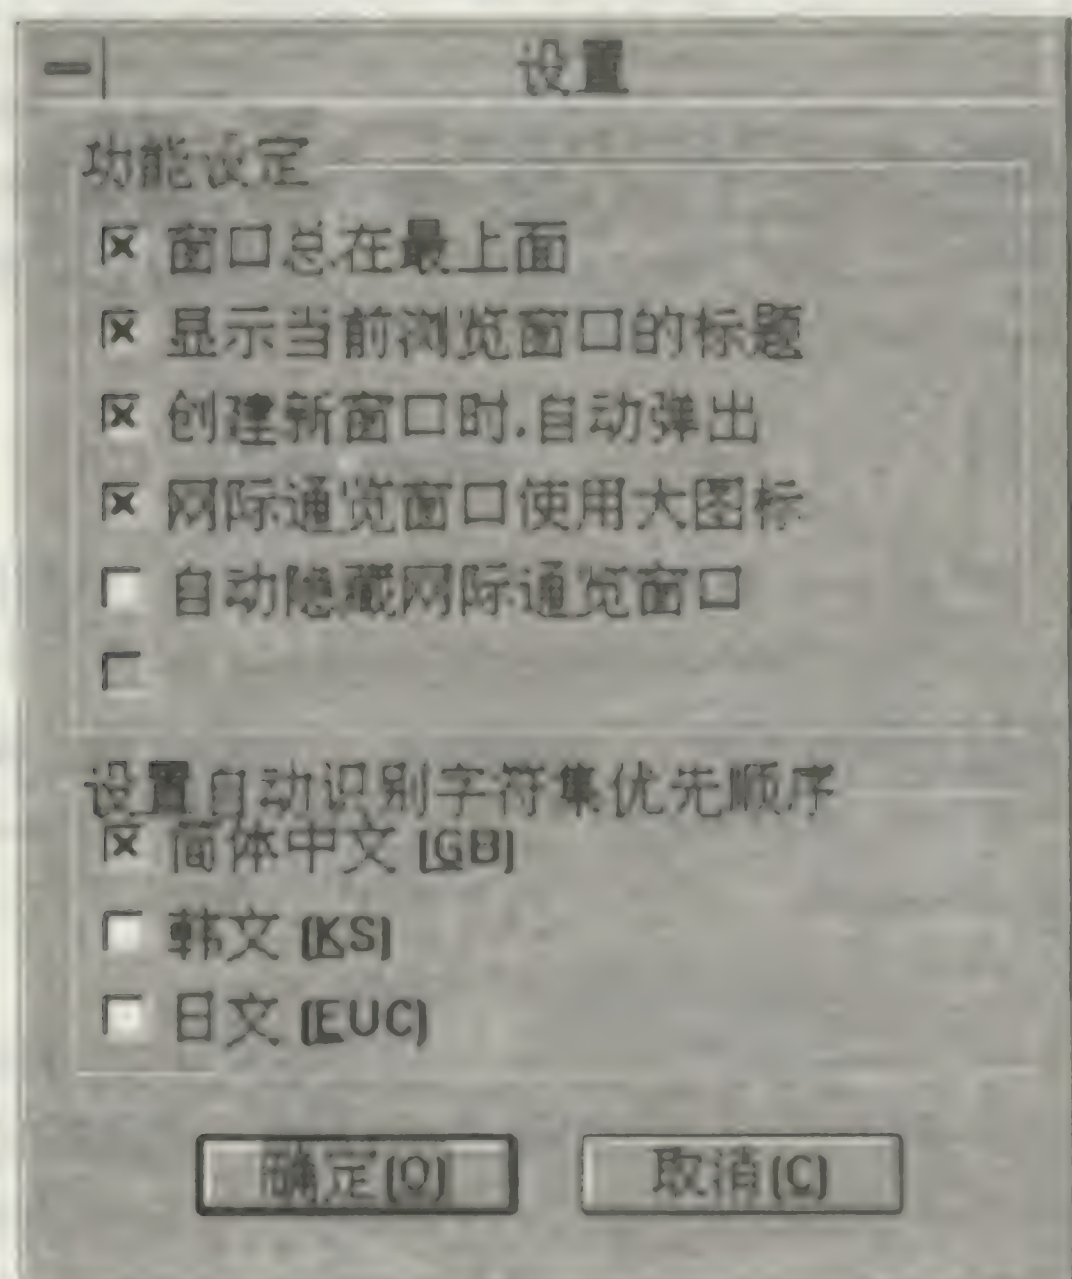 设置
功能设定
窗口总在最上面
显示当前浏览窗口的标题
创建新窗口时.自动弹出
网际通览窗口使用大图标
自动隐藏网际通览窗口
设置自动识别字符集优先顺序
简体中文 (GB)
韩文 (KS)
日文 (EUC)
确定(O) 取消(C)